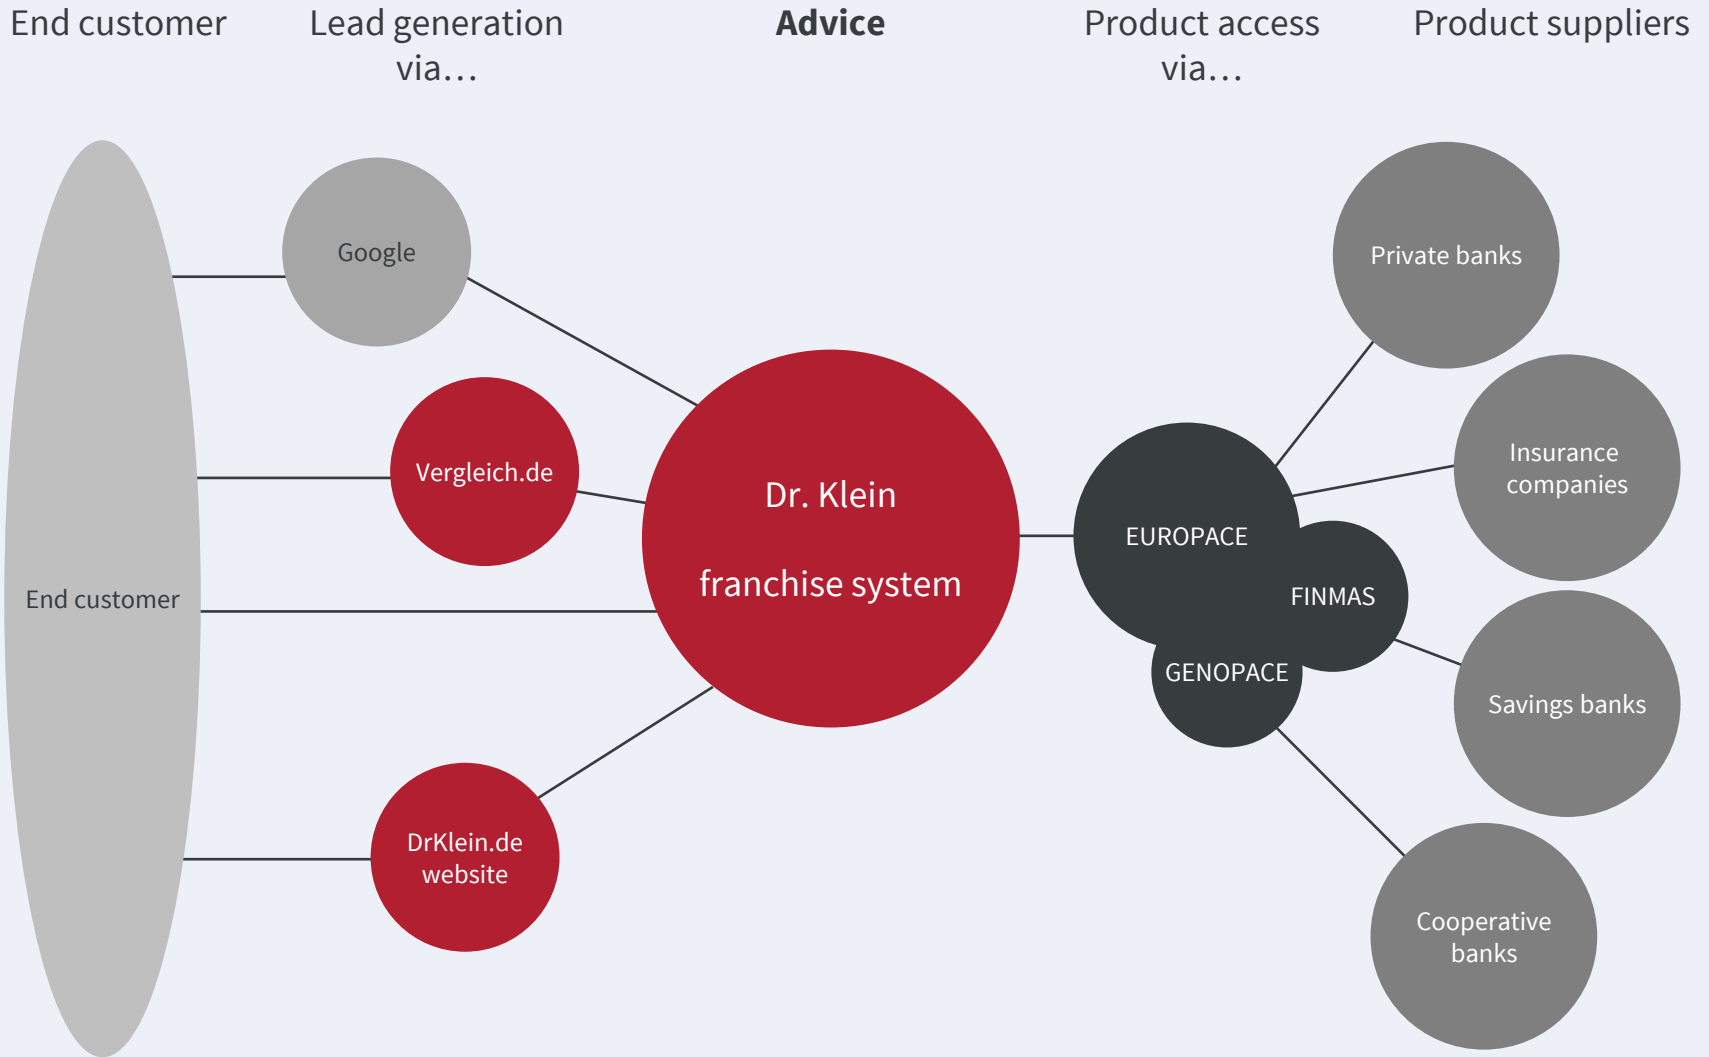 End customer
Lead generation
via…
Advice
Product access
via…
Product suppliers
Google
Private banks
Vergleich.de
Insurance
companies
Dr. Klein
franchise system
EUROPACE
FINMAS
End customer
GENOPACE
Savings banks
DrKlein.de
website
Cooperative
banks